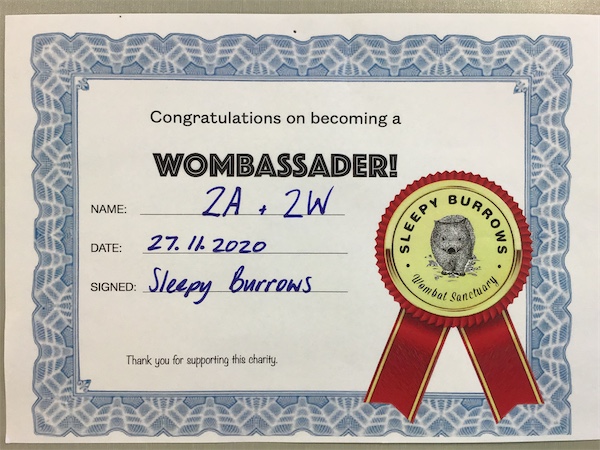 Congratulations on becoming a
WOMBASSADER!
NAME: 2A + 2W
DATE: 27.11.2020
SIGNED: Sleepy Burrows
Thank you for supporting this charity.
• SLEEPY BURROWS •
Wombat Sanctuary